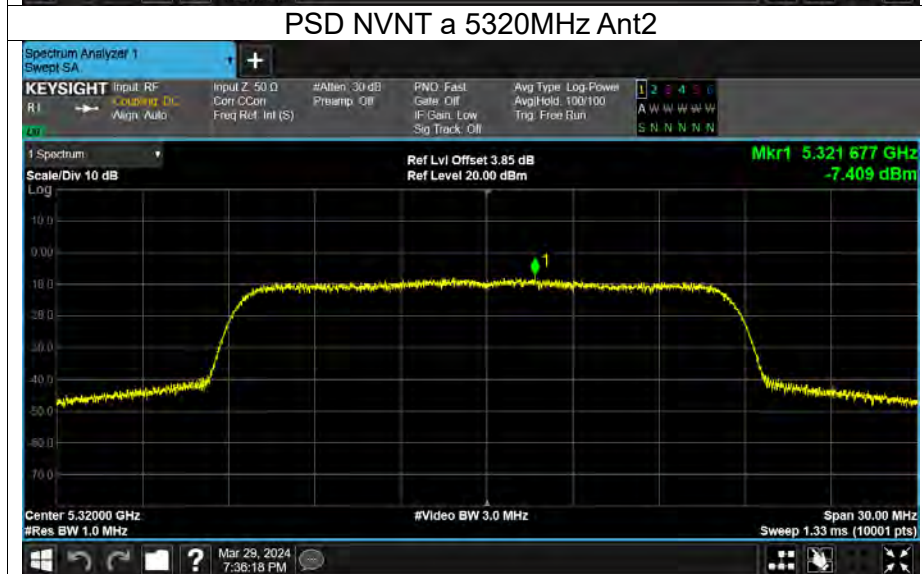 PSD NVNT a 5320MHz Ant2
Spectrum Analyzer 1
Swept SA
+
KEYSIGHT Input: RF Input Z: 50 Ω #Atten: 30 dB PNO: Fast Avg Type: Log-Power 1 2 3 4 5 6
RI Coupling: DC Corr CCorr Preamp: Off Gate: Off Avg|Hold: 100/100 A W W W W W
Align: Auto Freq Ref: Int (S) IF Gain: Low Trig: Free Run
Sig Track: Off S N N N N N
1 Spectrum Ref Lvl Offset 3.85 dB Mkr1 5.321 677 GHz
Scale/Div 10 dB Ref Level 20.00 dBm -7.409 dBm
Log
10.0
0.00
1
-10.0
-20.0
-30.0
-40.0
-50.0
-60.0
-70.0
Center 5.32000 GHz #Video BW 3.0 MHz Span 30.00 MHz
#Res BW 1.0 MHz Sweep 1.33 ms (10001 pts)
? Mar 29, 2024
7:36:18 PM